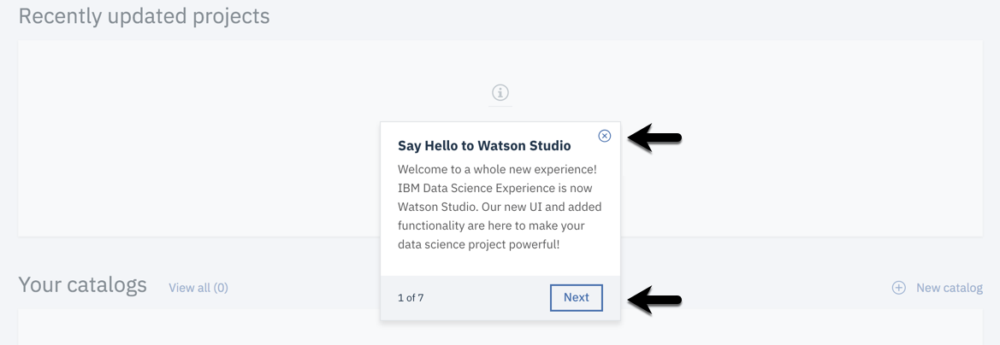 Recently updated projects
Say Hello to Watson Studio
Welcome to a whole new experience!
IBM Data Science Experience is now
Watson Studio. Our new UI and added
functionality are here to make your
data science project powerful!
1 of 7 Next
Your catalogs View all (0) New catalog